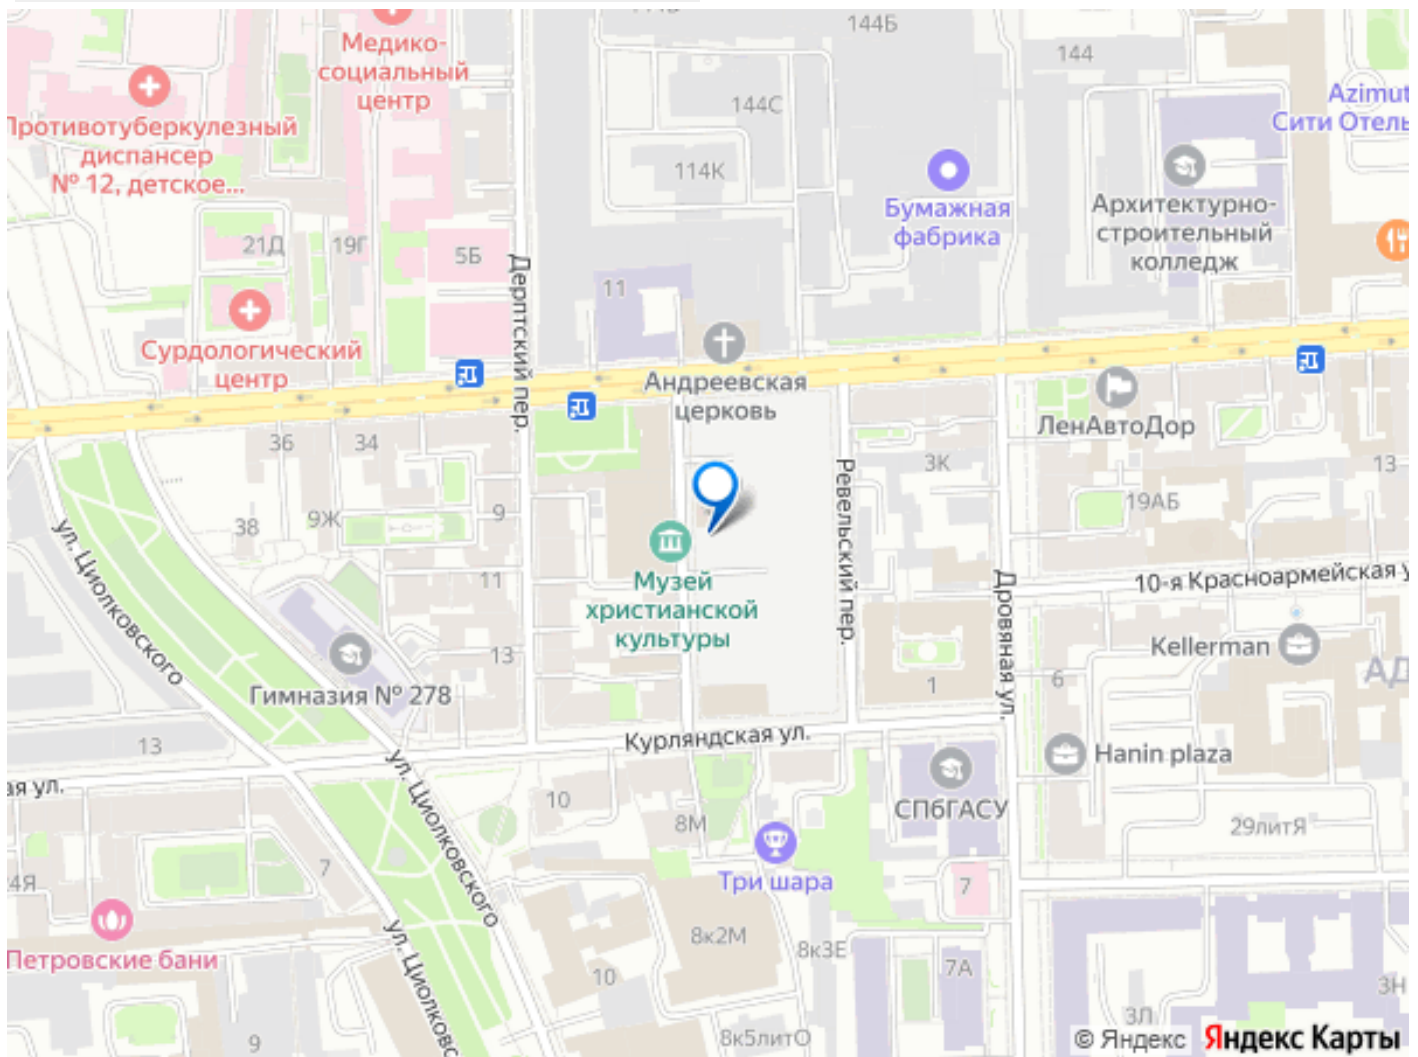 144Б
Медико-
социальный
центр
144
144С
Azimut
Сити Отель
Противотуберкулезный
диспансер
№ 12, детское...
114К
Бумажная
фабрика
Архитектурно-
строительный
колледж
21Д
19Г
5Б
11
Дерптский пер.
Сурдологический
центр
Андреевская
церковь
ЛенАвтоДор
36
34
3К
13
Ревельский пер.
19АБ
38
9Ж
9
ул. Циолковского
11
Музей
христианской
культуры
10-я Красноармейская у
Дровяная ул.
Kellerman
АД
Гимназия № 278
13
1
6
13
Курляндская ул.
Hanin plaza
ая ул.
ул. Циолковского
10
8М
СПбГАСУ
29литЯ
7
24Я
Три шара
7
Петровские бани
ул. Циолковс
8к2М
8к3Е
10
7А
3Н
9
8к5литО
3Л
© Яндекс Яндекс Карты